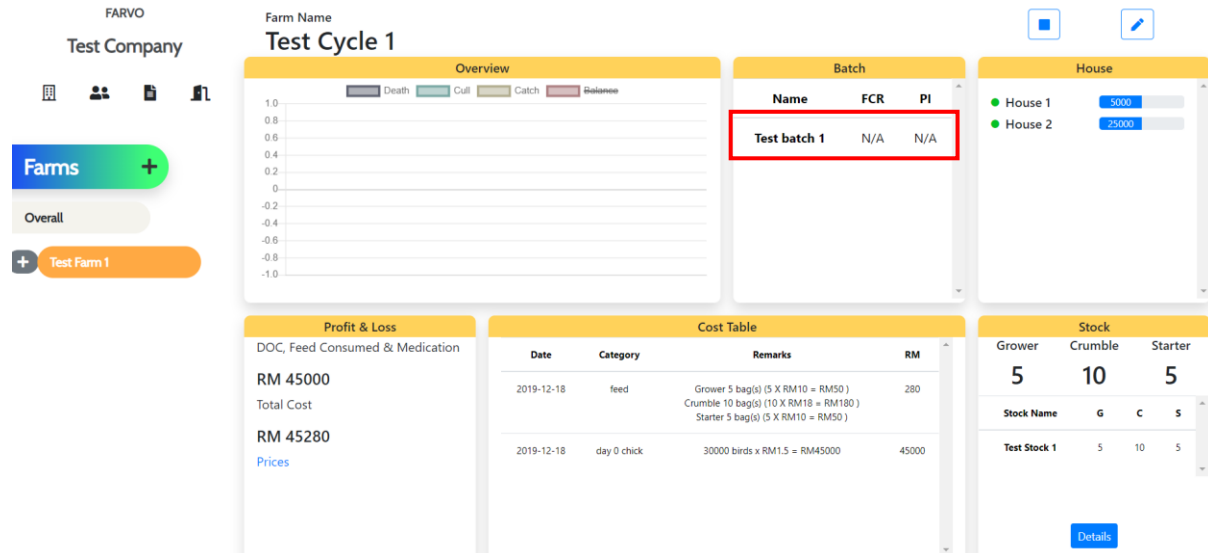 FARVO
Test Company
Farms +
Overall
+ Test Farm 1
Farm Name
Test Cycle 1
Overview
Death Cull Catch Balance
1.0
0.8
0.6
0.4
0.2
0
-0.2
-0.4
-0.6
-0.8
-1.0
Batch
Name FCR PI
Test batch 1 N/A N/A
House
House 1 5000
House 2 25000
Profit & Loss
DOC, Feed Consumed & Medication
RM 45000
Total Cost
RM 45280
Prices
Cost Table
Date Category Remarks RM
2019-12-18 feed Grower 5 bag(s) (5 X RM10 = RM50 ) 280
Crumble 10 bag(s) (10 X RM18 = RM180 )
Starter 5 bag(s) (5 X RM10 = RM50 )
2019-12-18 day 0 chick 30000 birds x RM1.5 = RM45000 45000
Stock
Grower Crumble Starter
5 10 5
Stock Name G C S
Test Stock 1 5 10 5
Details